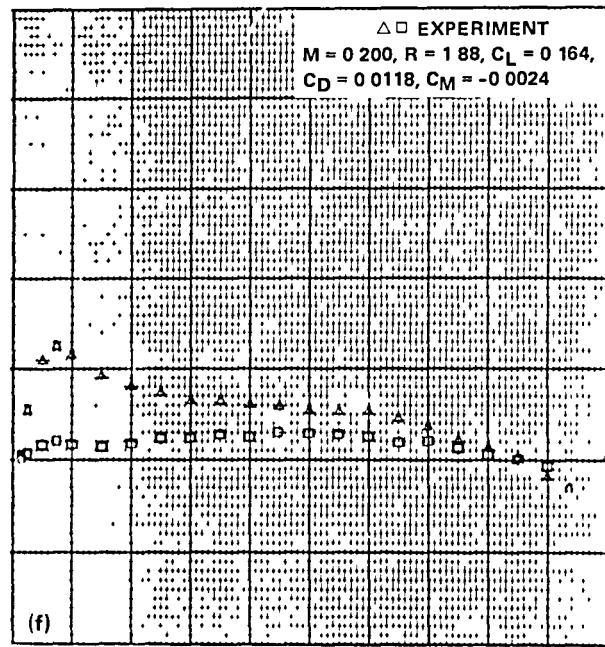 △ □ EXPERIMENT
M = 0 200, R = 1 88, CL = 0 164,
CD = 0 0118, CM = -0 0024
(f)